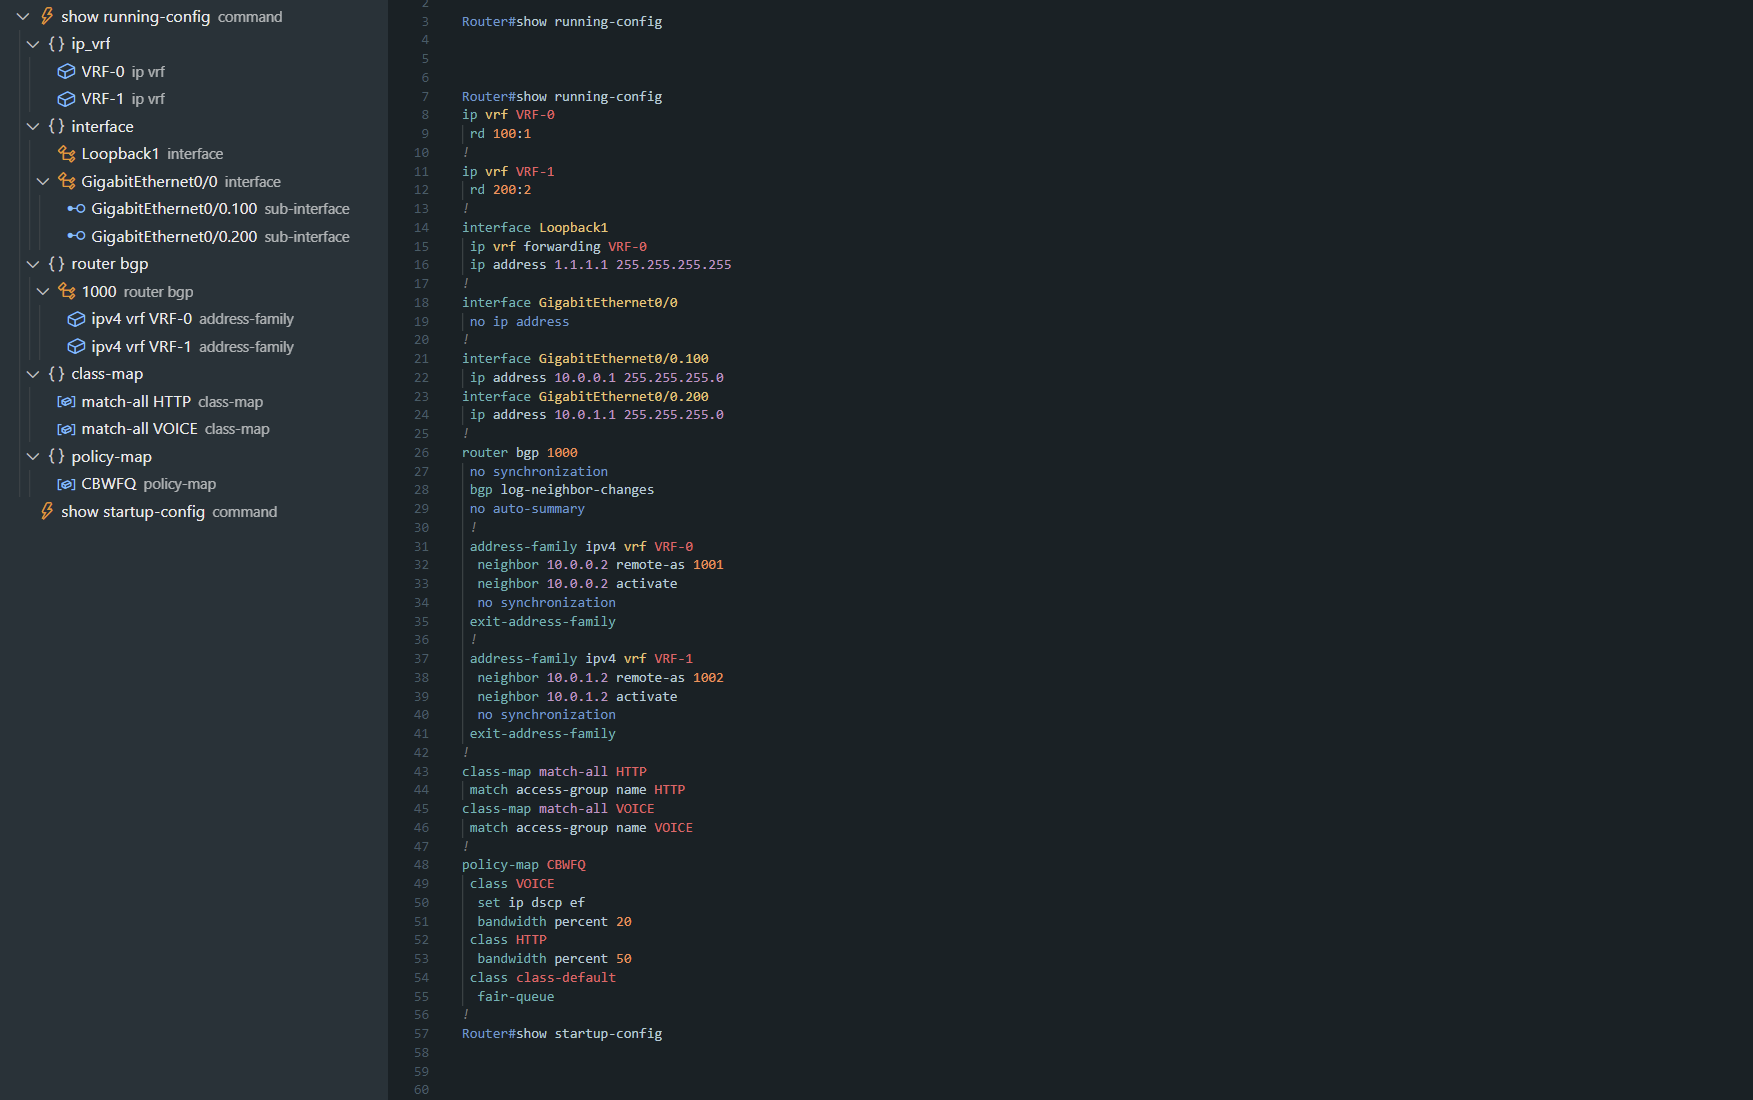 show running-config command
{} ip_vrf
VRF-0 ip vrf
VRF-1 ip vrf
{} interface
Loopback1 interface
GigabitEthernet0/0 interface
GigabitEthernet0/0.100 sub-interface
GigabitEthernet0/0.200 sub-interface
{} router bgp
1000 router bgp
ipv4 vrf VRF-0 address-family
ipv4 vrf VRF-1 address-family
{} class-map
match-all HTTP class-map
match-all VOICE class-map
{} policy-map
CBWFQ policy-map
show startup-config command
2
3 Router#show running-config
4
5
6
7 Router#show running-config
8 ip vrf VRF-0
9 rd 100:1
10 !
11 ip vrf VRF-1
12 rd 200:2
13 !
14 interface Loopback1
15 ip vrf forwarding VRF-0
16 ip address 1.1.1.1 255.255.255.255
17 !
18 interface GigabitEthernet0/0
19 no ip address
20 !
21 interface GigabitEthernet0/0.100
22 ip address 10.0.0.1 255.255.255.0
23 interface GigabitEthernet0/0.200
24 ip address 10.0.1.1 255.255.255.0
25 !
26 router bgp 1000
27 no synchronization
28 bgp log-neighbor-changes
29 no auto-summary
30 !
31 address-family ipv4 vrf VRF-0
32 neighbor 10.0.0.2 remote-as 1001
33 neighbor 10.0.0.2 activate
34 no synchronization
35 exit-address-family
36 !
37 address-family ipv4 vrf VRF-1
38 neighbor 10.0.1.2 remote-as 1002
39 neighbor 10.0.1.2 activate
40 no synchronization
41 exit-address-family
42 !
43 class-map match-all HTTP
44 match access-group name HTTP
45 class-map match-all VOICE
46 match access-group name VOICE
47 !
48 policy-map CBWFQ
49 class VOICE
50 set ip dscp ef
51 bandwidth percent 20
52 class HTTP
53 bandwidth percent 50
54 class class-default
55 fair-queue
56 !
57 Router#show startup-config
58
59
60